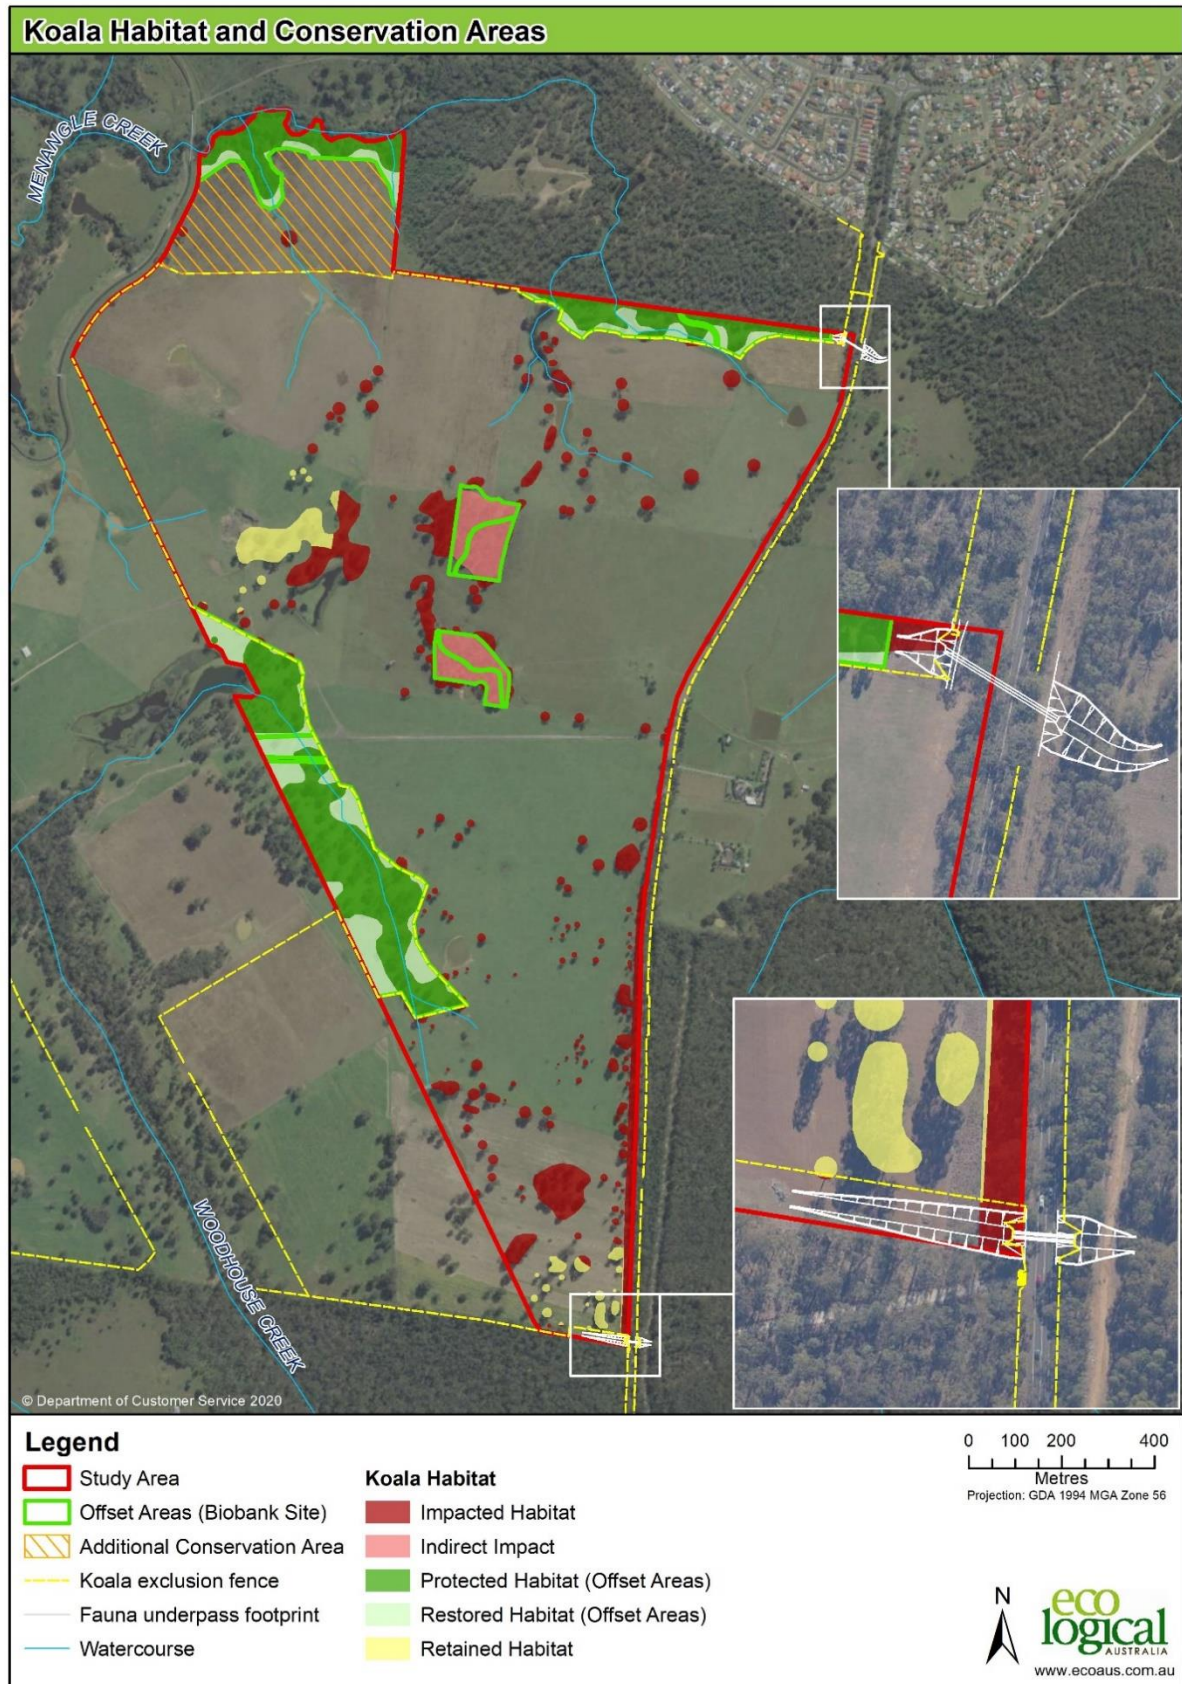 Koala Habitat and Conservation Areas
MENANGLE CREEK
WOODHOUSE CREEK
© Department of Customer Service 2020
Legend
Study Area
Offset Areas (Biobank Site)
Additional Conservation Area
Koala exclusion fence
Fauna underpass footprint
Watercourse
Koala Habitat
Impacted Habitat
Indirect Impact
Protected Habitat (Offset Areas)
Restored Habitat (Offset Areas)
Retained Habitat
0 100 200 400
Metres
Projection: GDA 1994 MGA Zone 56
N
eco
logical
AUSTRALIA
www.ecoaus.com.au